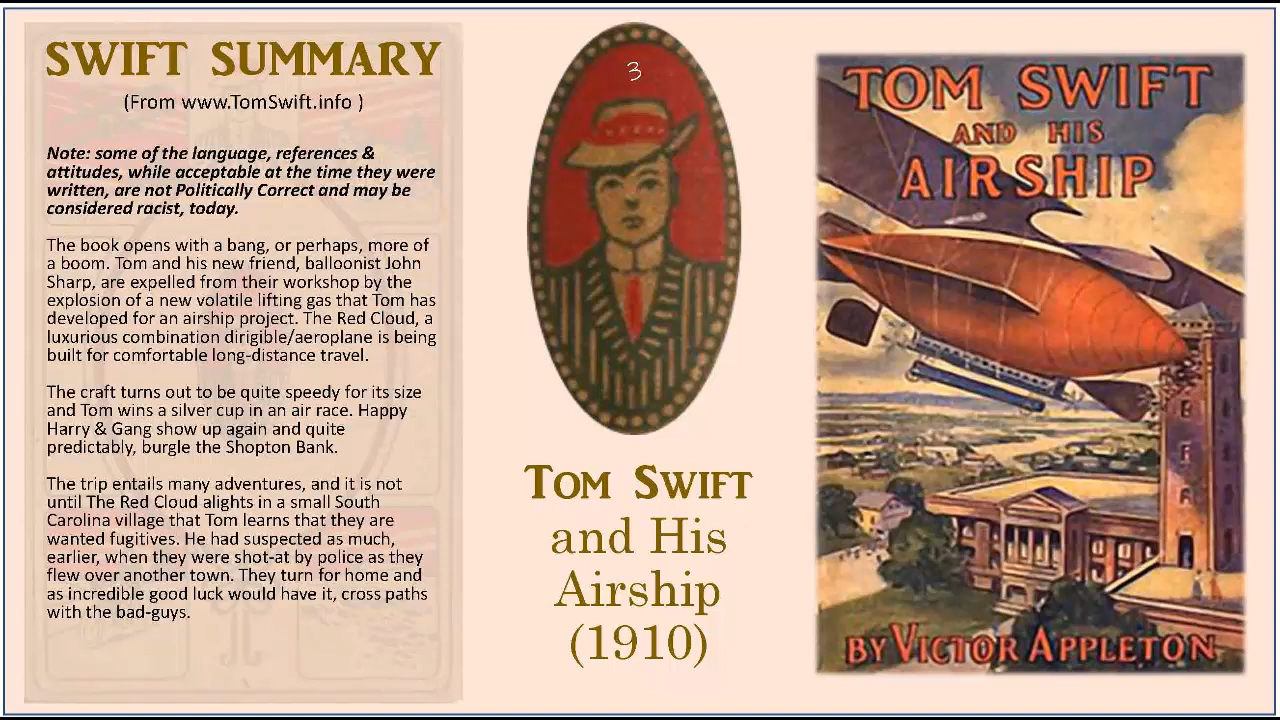 SWIFT SUMMARY
(From www.TomSwift.info )
Note: some of the language, references &
attitudes, while acceptable at the time they were
written, are not Politically Correct and may be
considered racist, today.
The book opens with a bang, or perhaps, more of
a boom. Tom and his new friend, balloonist John
Sharp, are expelled from their workshop by the
explosion of a new volatile lifting gas that Tom has
developed for an airship project. The Red Cloud, a
luxurious combination dirigible/aeroplane is being
built for comfortable long-distance travel.
The craft turns out to be quite speedy for its size
and Tom wins a silver cup in an air race. Happy
Harry & Gang show up again and quite
predictably, burgle the Shopton Bank.
The trip entails many adventures, and it is not
until The Red Cloud alights in a small South
Carolina village that Tom learns that they are
wanted fugitives. He had suspected as much,
earlier, when they were shot-at by police as they
flew over another town. They turn for home and
as incredible good luck would have it, cross paths
with the bad-guys.
3
TOM SWIFT
and His
Airship
(1910)
TOM SWIFT
AND HIS
AIRSHIP
BY VICTOR APPLETON